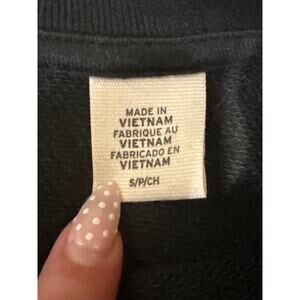 MADE IN
VIETNAM
FABRIQUE AU
VIETNAM
FABRICADO EN
VIETNAM
S/P/CH